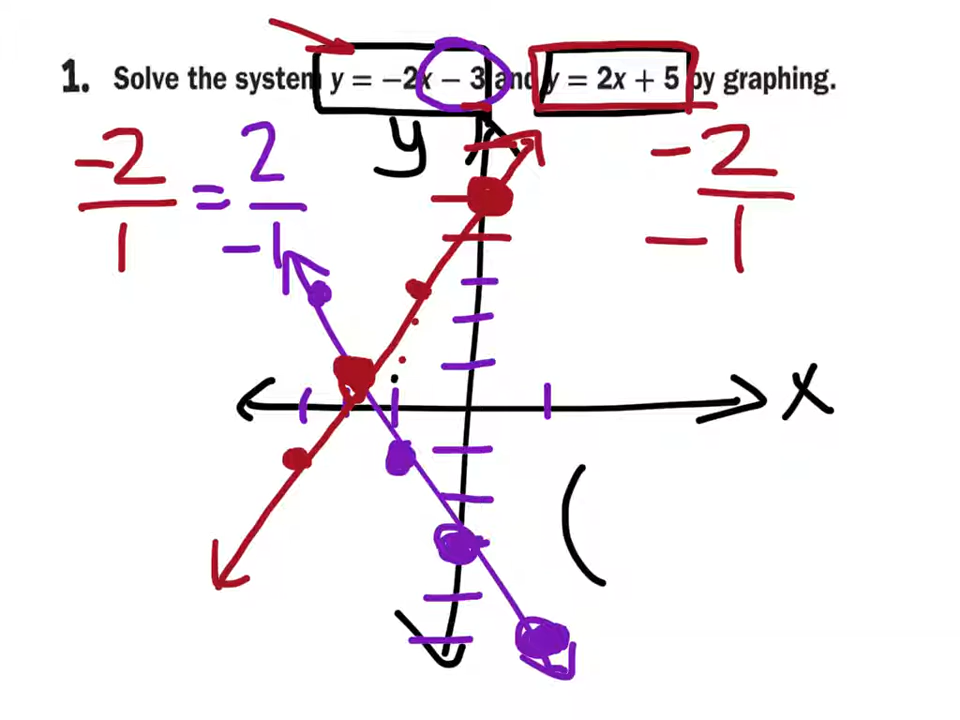 1. Solve the system y = −2x − 3 and y = 2x + 5 by graphing.
y
-2/1 = 2/-1
-2/-1
x
(